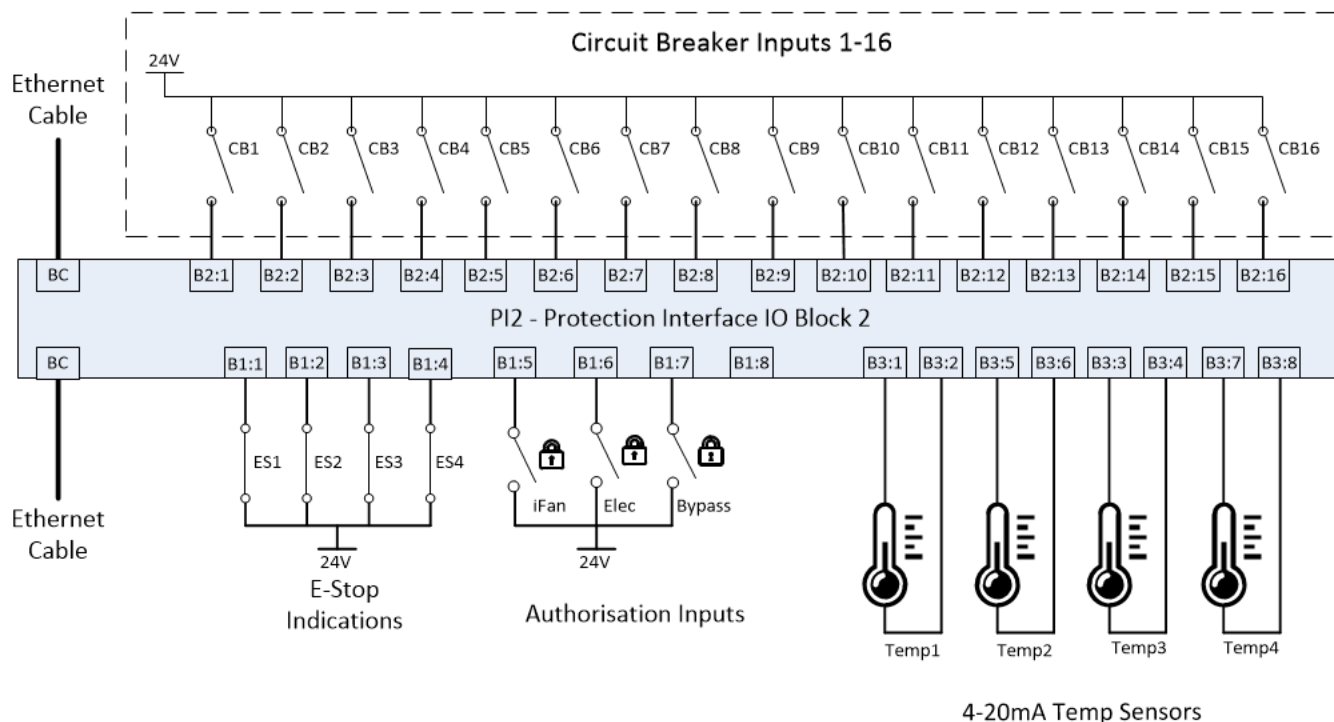 Circuit Breaker Inputs 1-16
24V
Ethernet
Cable
CB1 CB2 CB3 CB4 CB5 CB6 CB7 CB8 CB9 CB10 CB11 CB12 CB13 CB14 CB15 CB16
BC B2:1 B2:2 B2:3 B2:4 B2:5 B2:6 B2:7 B2:8 B2:9 B2:10 B2:11 B2:12 B2:13 B2:14 B2:15 B2:16
PI2 - Protection Interface IO Block 2
BC B1:1 B1:2 B1:3 B1:4 B1:5 B1:6 B1:7 B1:8 B3:1 B3:2 B3:5 B3:6 B3:3 B3:4 B3:7 B3:8
ES1 ES2 ES3 ES4
iFan Elec Bypass
Ethernet
Cable
24V
E-Stop
Indications
24V
Authorisation Inputs
Temp1 Temp2 Temp3 Temp4
4-20mA Temp Sensors